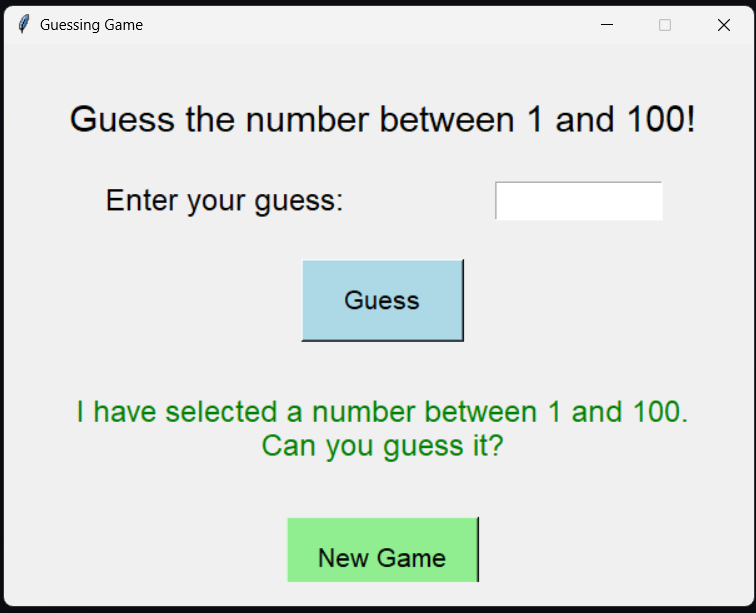 Guessing Game
Guess the number between 1 and 100!
Enter your guess:
Guess
I have selected a number between 1 and 100.
Can you guess it?
New Game